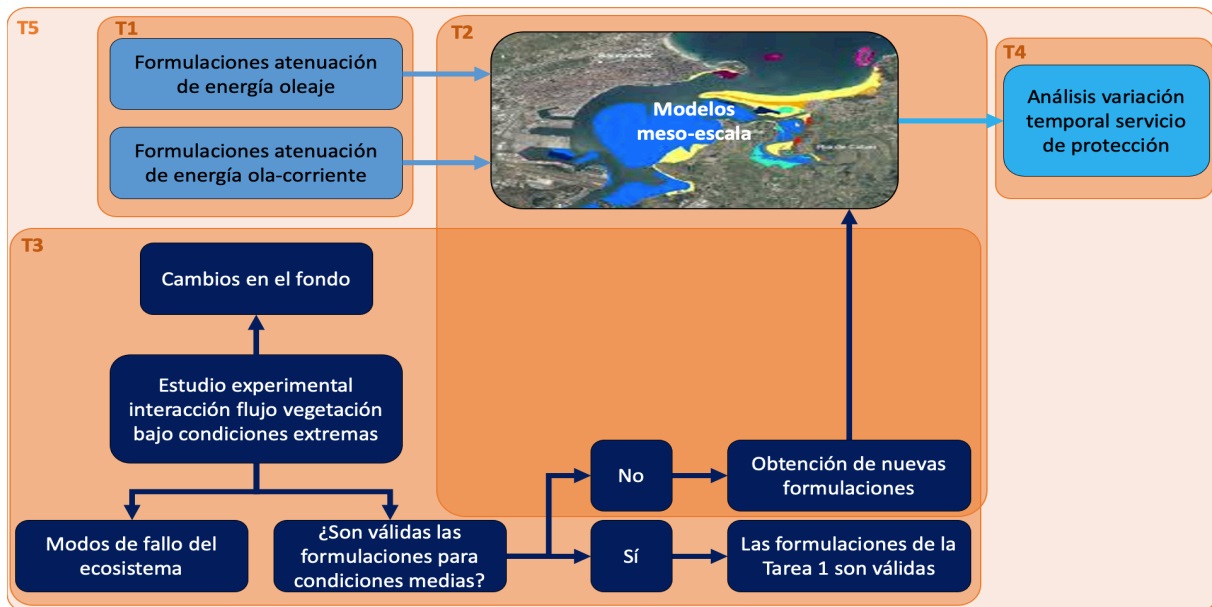 T5
T1
Formulaciones atenuación
de energía oleaje
Formulaciones atenuación
de energía ola-corriente
T2
Santander
Modelos
meso-escala
T4
Análisis variación
temporal servicio
de protección
T3
Cambios en el fondo
Estudio experimental
interacción flujo vegetación
bajo condiciones extremas
Modos de fallo del
ecosistema
¿Son válidas las
formulaciones para
condiciones medias?
No
Obtención de nuevas
formulaciones
Sí
Las formulaciones de la
Tarea 1 son válidas